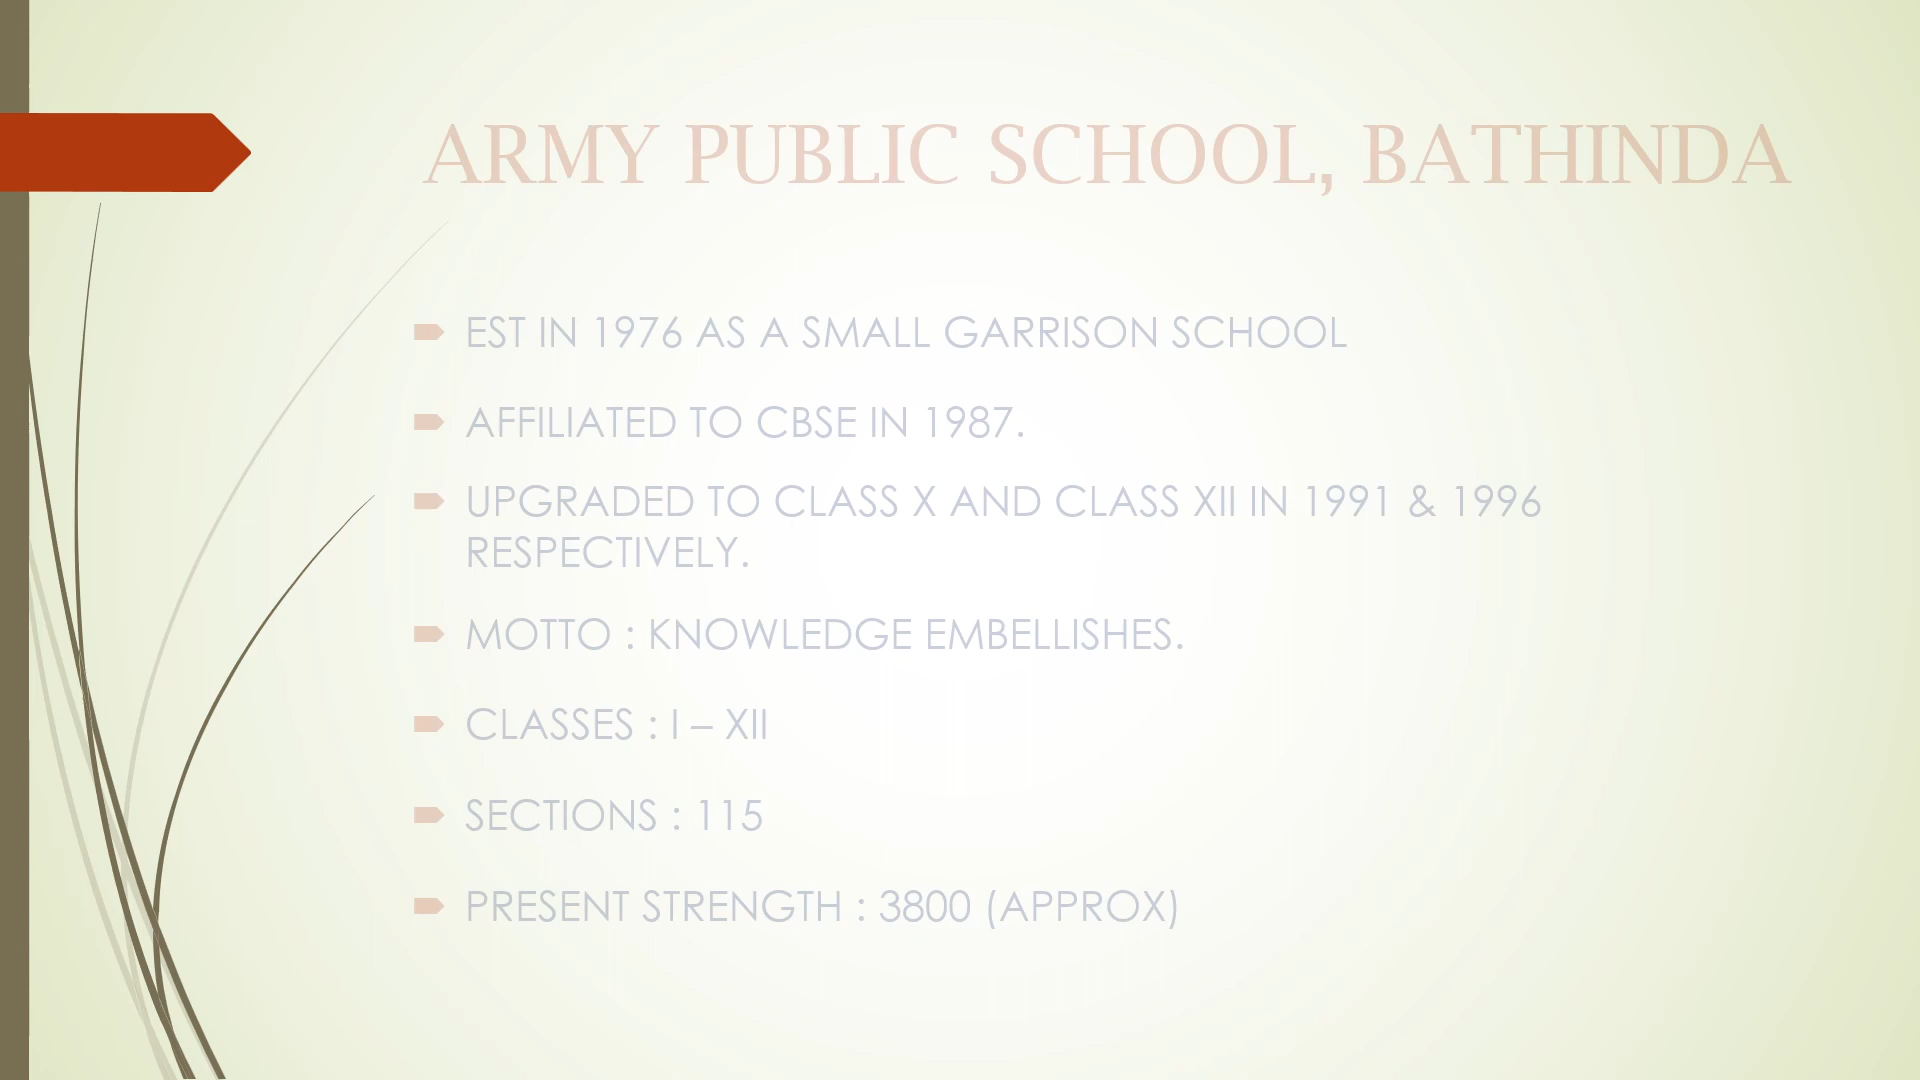 ARMY PUBLIC SCHOOL, BATHINDA
EST IN 1976 AS A SMALL GARRISON SCHOOL
AFFILIATED TO CBSE IN 1987.
UPGRADED TO CLASS X AND CLASS XII IN 1991 & 1996
RESPECTIVELY.
MOTTO : KNOWLEDGE EMBELLISHES.
CLASSES : I – XII
SECTIONS : 115
PRESENT STRENGTH : 3800 (APPROX)